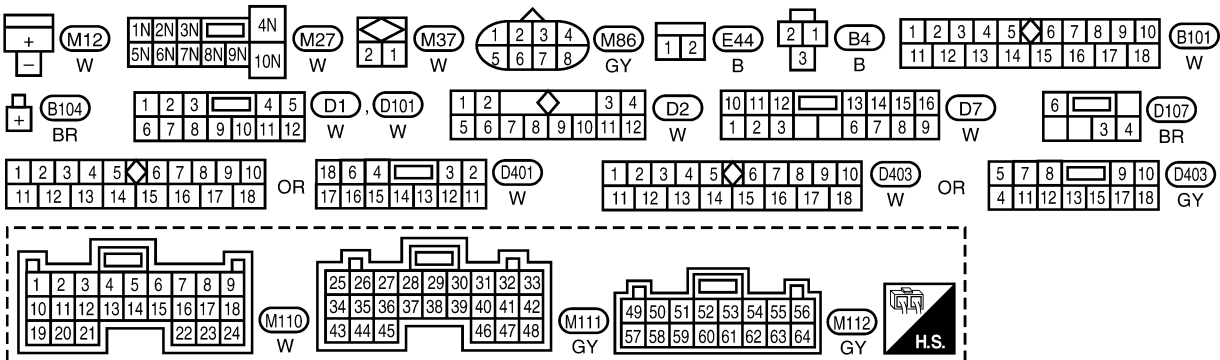 + − M12 W
1N 2N 3N 4N 5N 6N 7N 8N 9N 10N M27 W
2 1 M37 W
1 2 3 4 5 6 7 8 M86 GY
1 2 E44 B
2 1 3 B4 B
1 2 3 4 5 6 7 8 9 10 11 12 13 14 15 16 17 18 B101 W
+ B104 BR
1 2 3 4 5 6 7 8 9 10 11 12 D1 , D101 W W
1 2 3 4 5 6 7 8 9 10 11 12 D2 W
10 11 12 13 14 15 16 1 2 3 6 7 8 9 D7 W
6 3 4 D107 BR
1 2 3 4 5 6 7 8 9 10 11 12 13 14 15 16 17 18 OR 18 6 4 3 2 17 16 15 14 13 12 11 D401 W
1 2 3 4 5 6 7 8 9 10 11 12 13 14 15 16 17 18 D403 W OR 5 7 8 9 10 4 11 12 13 15 17 18 D403 GY
1 2 3 4 5 6 7 8 9
10 11 12 13 14 15 16 17 18
19 20 21 22 23 24 M110 W
25 26 27 28 29 30 31 32 33
34 35 36 37 38 39 40 41 42
43 44 45 46 47 48 M111 GY
49 50 51 52 53 54 55 56
57 58 59 60 61 62 63 64 M112 GY
H.S.